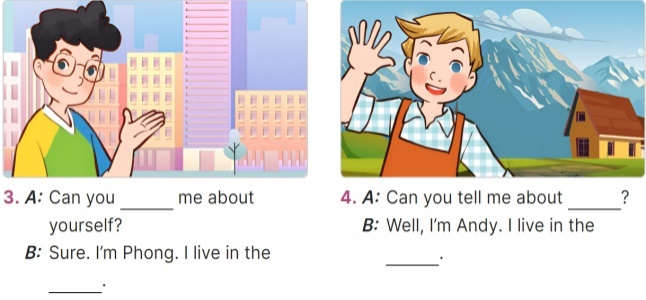 3. A: Can you ______ me about
yourself?
B: Sure. I'm Phong. I live in the
______.
4. A: Can you tell me about ______?
B: Well, I'm Andy. I live in the
______.